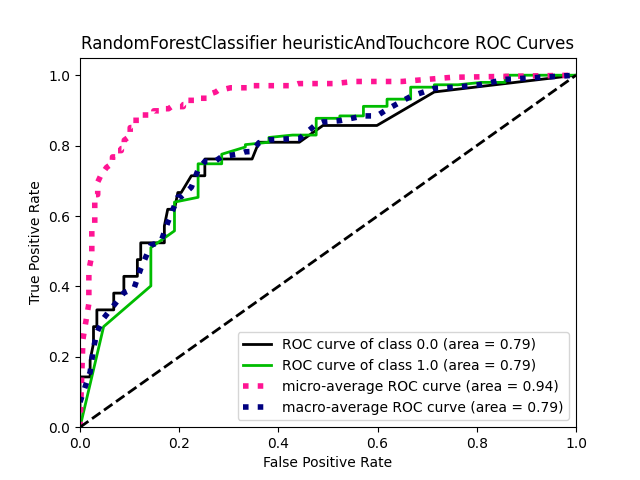 RandomForestClassifier heuristicAndTouchcore ROC Curves
True Positive Rate
1.0
0.8
0.6
0.4
0.2
0.0
ROC curve of class 0.0 (area = 0.79)
ROC curve of class 1.0 (area = 0.79)
micro-average ROC curve (area = 0.94)
macro-average ROC curve (area = 0.79)
0.0 0.2 0.4 0.6 0.8 1.0
False Positive Rate